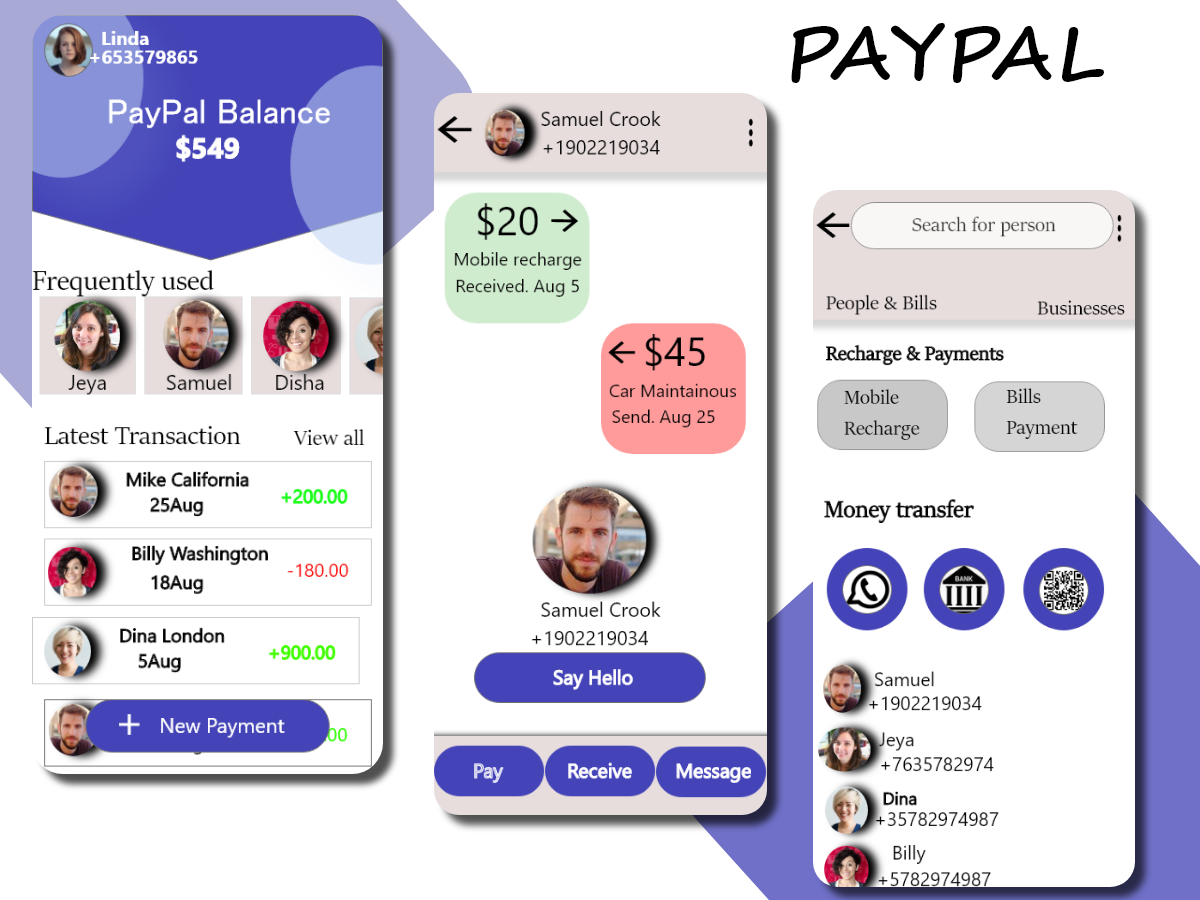 PAYPAL
Linda
+653579865
PayPal Balance
$549
Frequently used
Jeya
Samuel
Disha
Latest Transaction
View all
Mike California
25Aug
+200.00
Billy Washington
18Aug
-180.00
Dina London
5Aug
+900.00
+ New Payment
00
Samuel Crook
+1902219034
$20 →
Mobile recharge
Received. Aug 5
← $45
Car Maintainous
Send. Aug 25
Samuel Crook
+1902219034
Say Hello
Pay
Receive
Message
Search for person
People & Bills
Businesses
Recharge & Payments
Mobile
Recharge
Bills
Payment
Money transfer
BANK
Samuel
+1902219034
Jeya
+7635782974
Dina
+35782974987
Billy
+5782974987